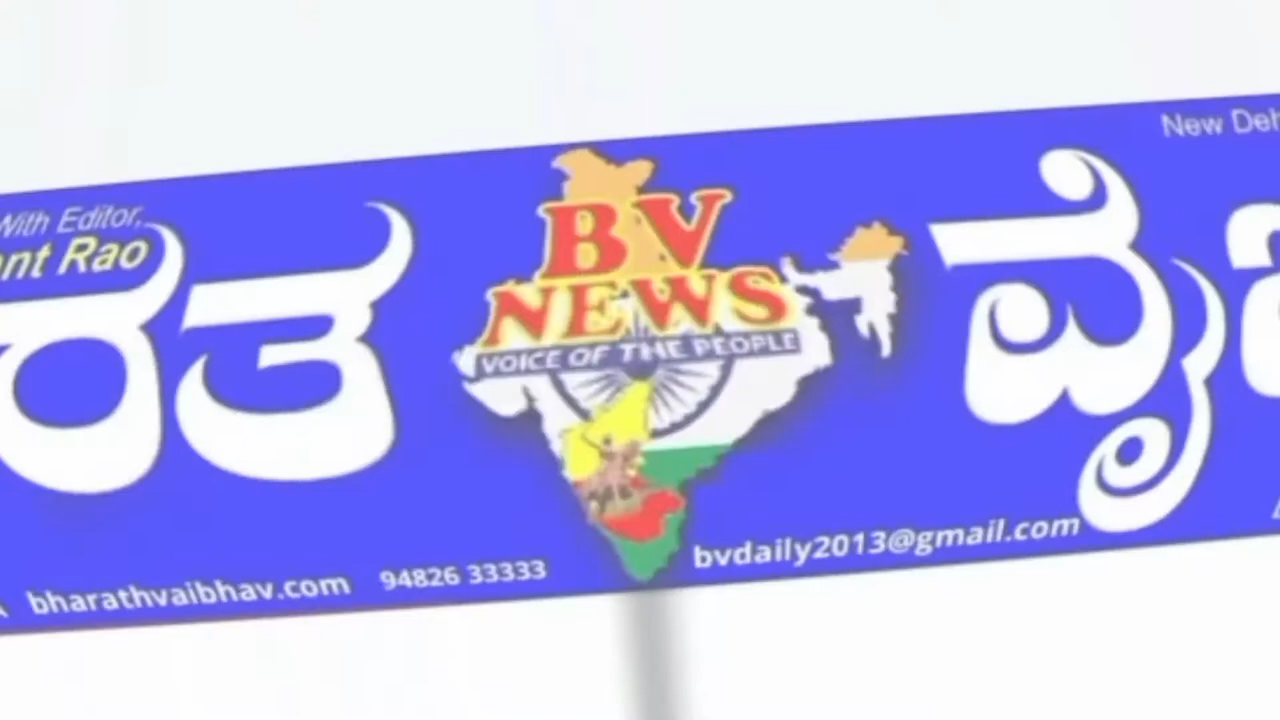 New Deh
With Editor,
ant Rao
ರತ
BV
NEWS
VOICE OF THE PEOPLE
ವೈ
bharathvaibhav.com
94826 33333
bvdaily2013@gmail.com